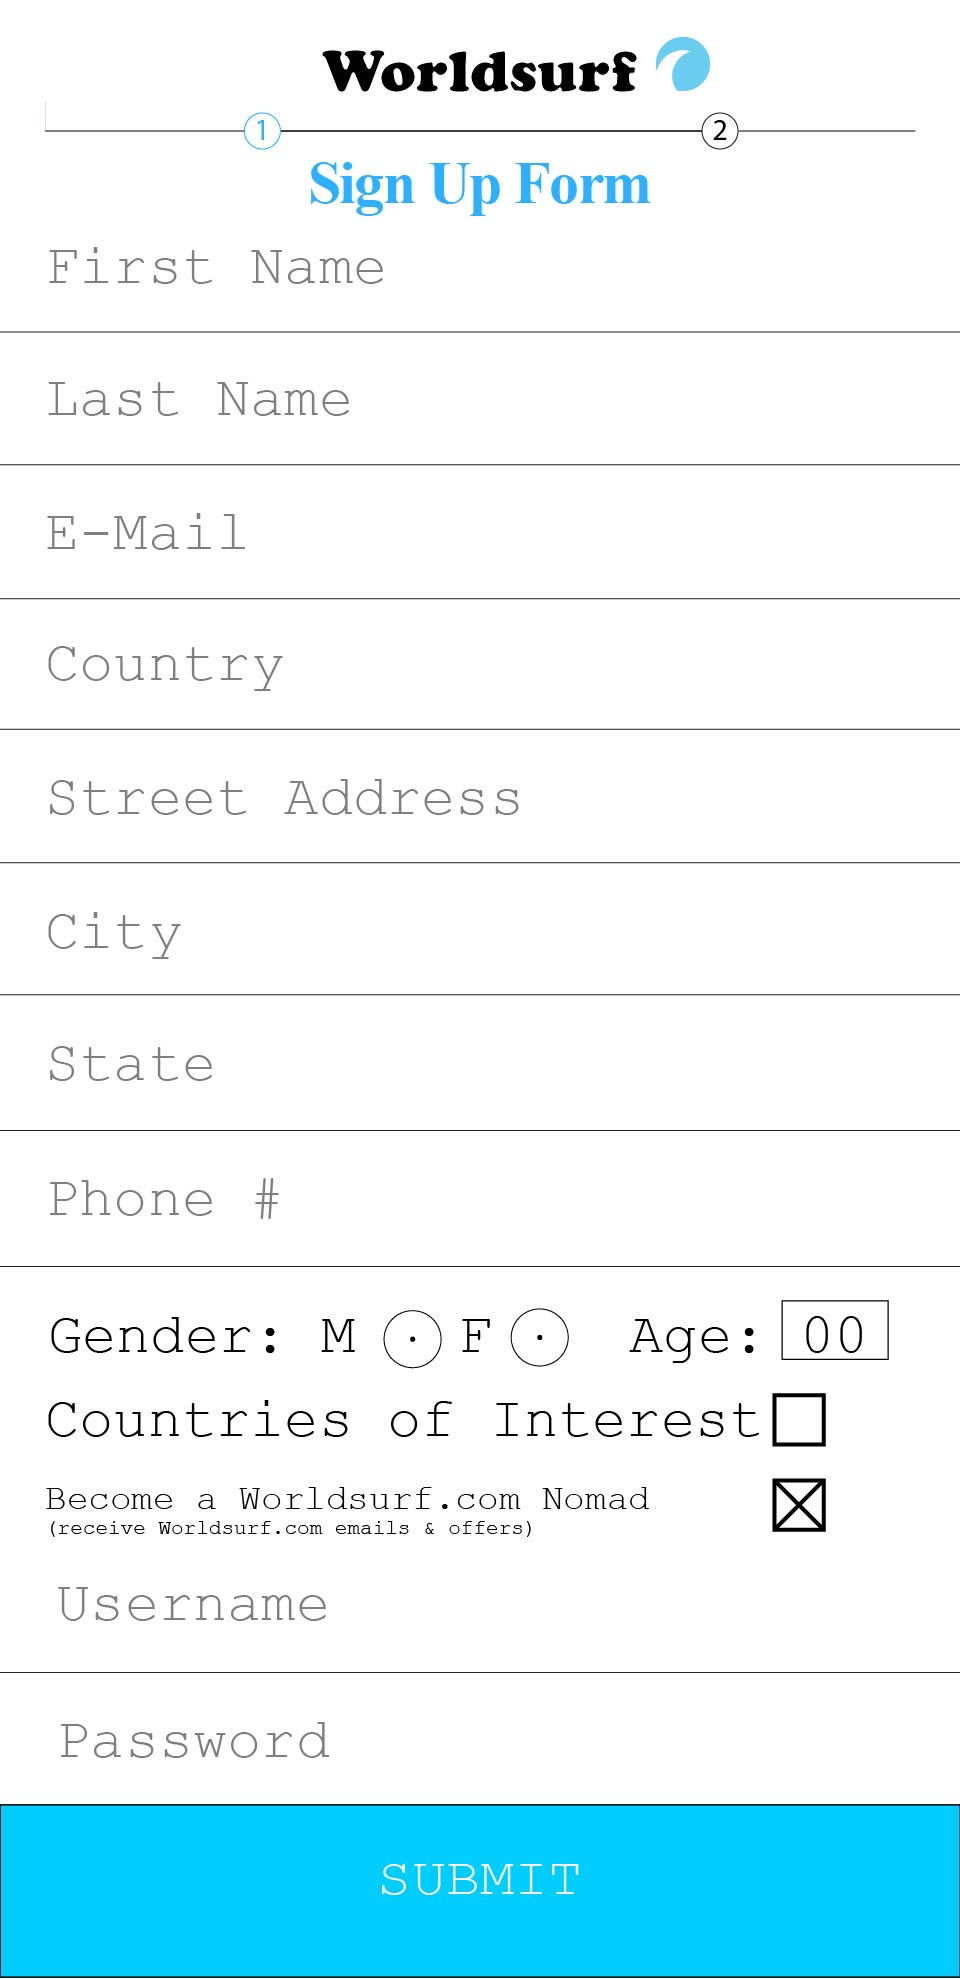 Worldsurf
1 2
Sign Up Form
First Name
Last Name
E-Mail
Country
Street Address
City
State
Phone #
Gender: M F Age: 00
Countries of Interest
Become a Worldsurf.com Nomad
(receive Worldsurf.com emails & offers)
Username
Password
SUBMIT